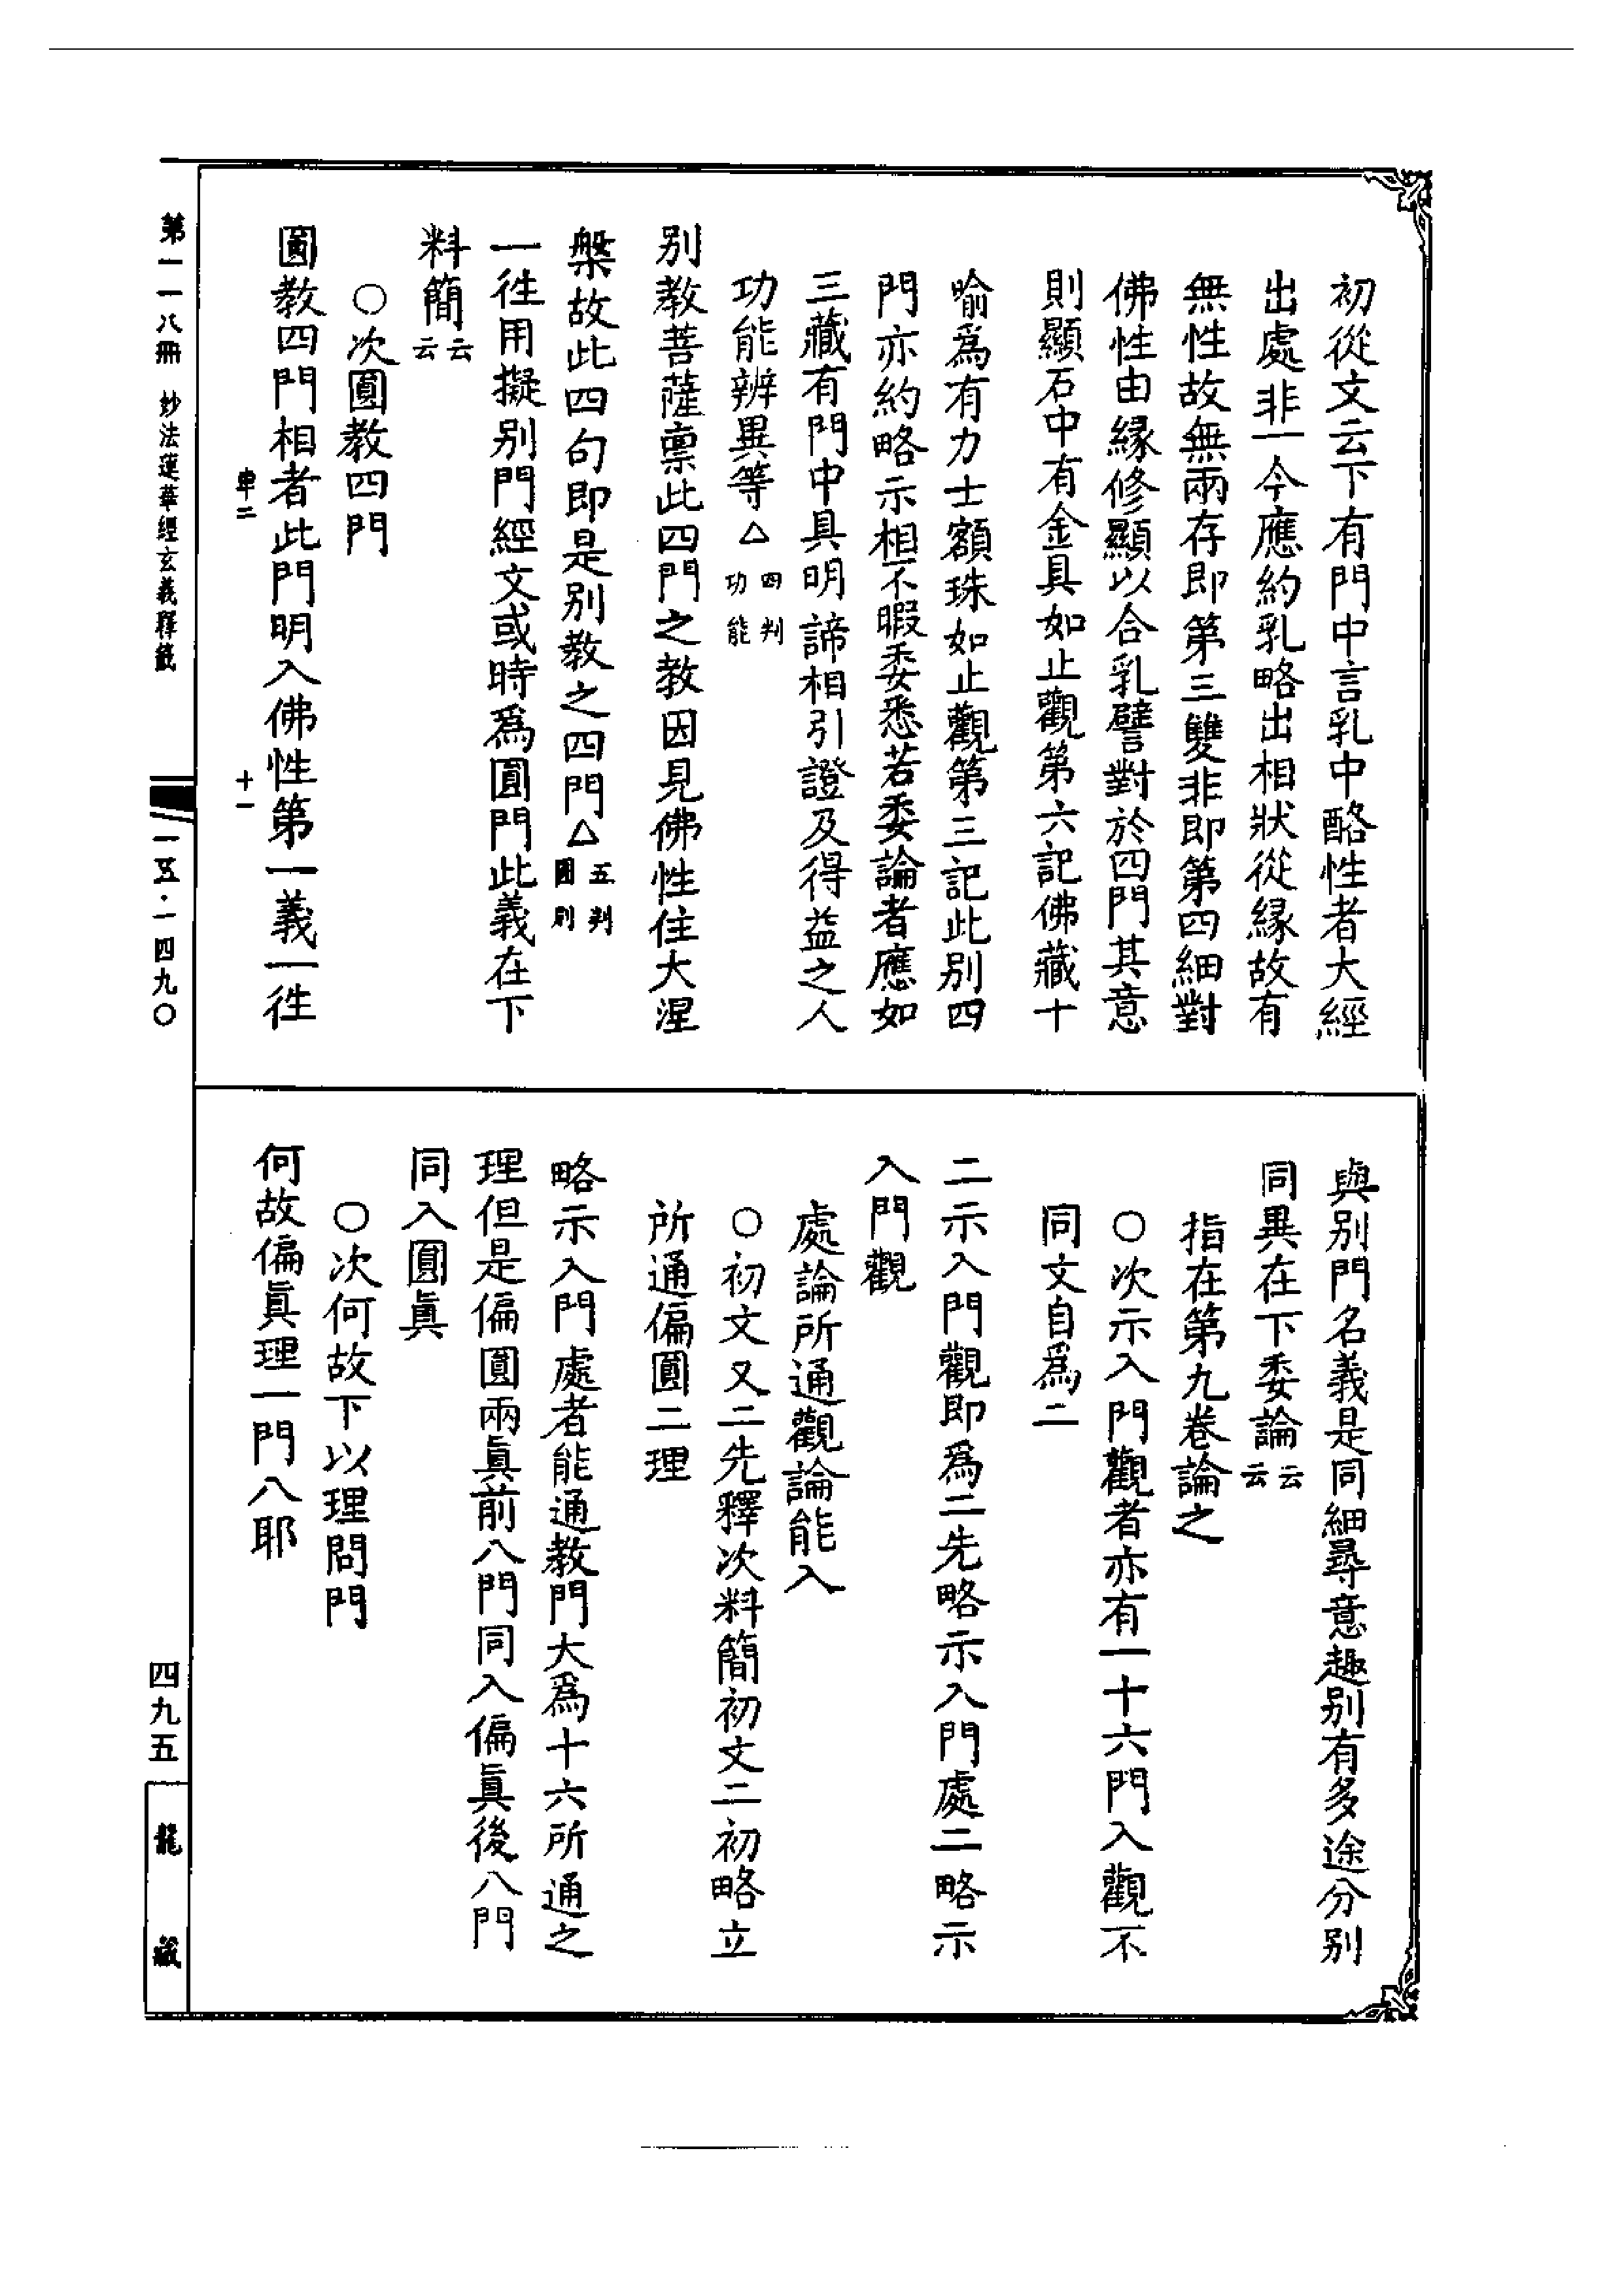 初從文云下有門中言乳中酪性者大經
出處非一今應約乳略出相狀從緣故有
無性故無兩存即第三雙非即第四細對
佛性由緣修顯以合乳譬對於四門其意
則顯石中有金具如止觀第六記佛藏十
喻爲有力士額珠如止觀第三記此別四
門亦約略示相不暇委悉若委論者應如
三藏有門中具明諦相引證及得益之人
功能辨異等△四判功能
別教菩薩稟此四門之教因見佛性住大涅
槃故此四句即是別教之四門△五判圓別
一徃用擬別門經文或時爲圓門此義在下
料簡云云
○次圓教四門
圓教四門相者此門明入佛性第一義一徃
車二 十一
與別門名義是同細尋意趣別有多途分別
同異在下委論云云
指在第九卷論之
○次示入門觀者亦有一十六門入觀不
同文自爲二
二示入門觀即爲二先略示入門處二略示
入門觀
處論所通觀論能入
○初文又二先釋次料簡初文二初略立
所通偏圓二理
略示入門處者能通教門大爲十六所通之
理但是偏圓兩眞前八門同入偏眞後八門
同入圓眞
○次何故下以理問門
何故偏眞理一門八耶
第一一八冊 妙法蓮華經玄義釋籤 一五·一四九〇
四九五 龍藏